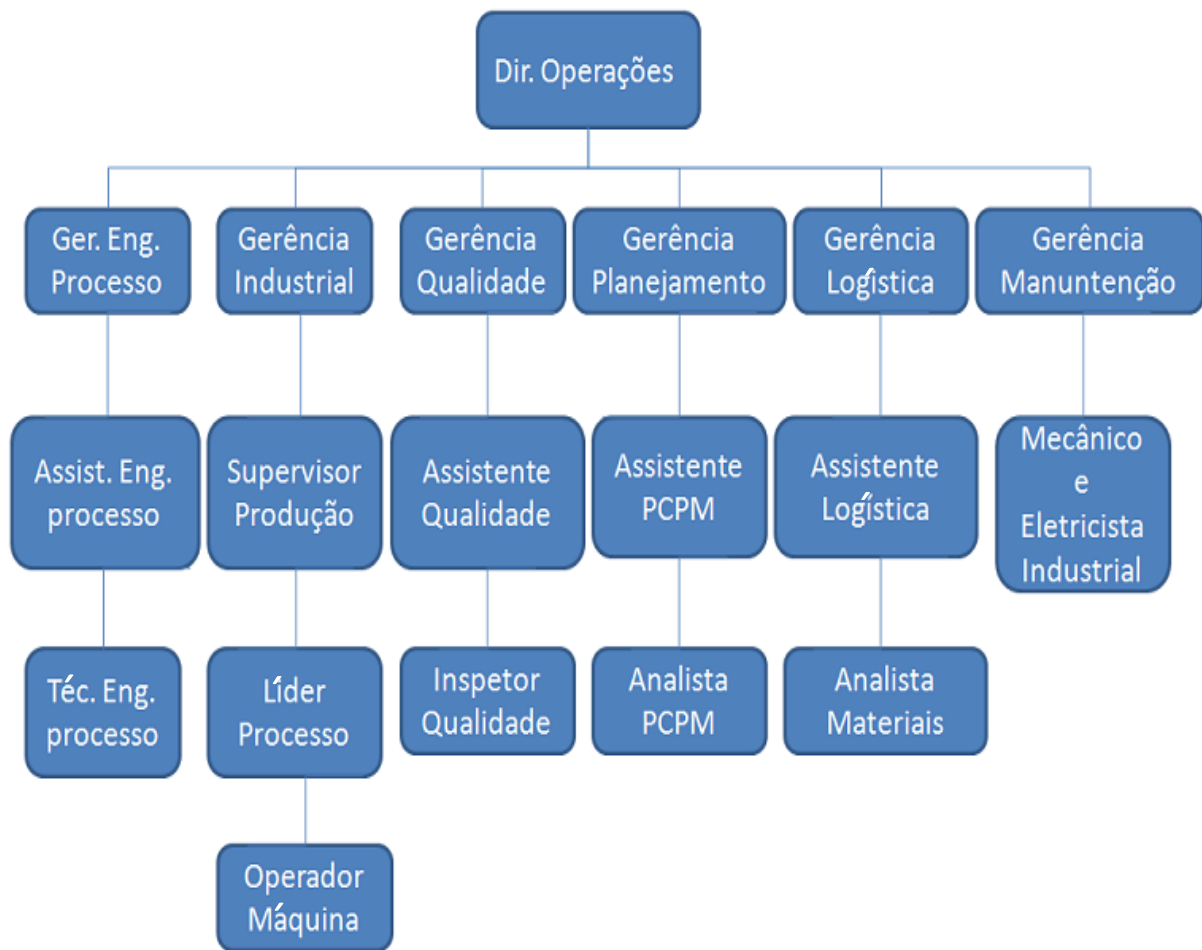 Dir. Operações
Ger. Eng.
Processo
Gerência
Industrial
Gerência
Qualidade
Gerência
Planejamento
Gerência
Logística
Gerência
Manuntenção
Assist. Eng.
processo
Supervisor
Produção
Assistente
Qualidade
Assistente
PCPM
Assistente
Logística
Mecânico
e
Eletricista
Industrial
Téc. Eng.
processo
Líder
Processo
Inspetor
Qualidade
Analista
PCPM
Analista
Materiais
Operador
Máquina